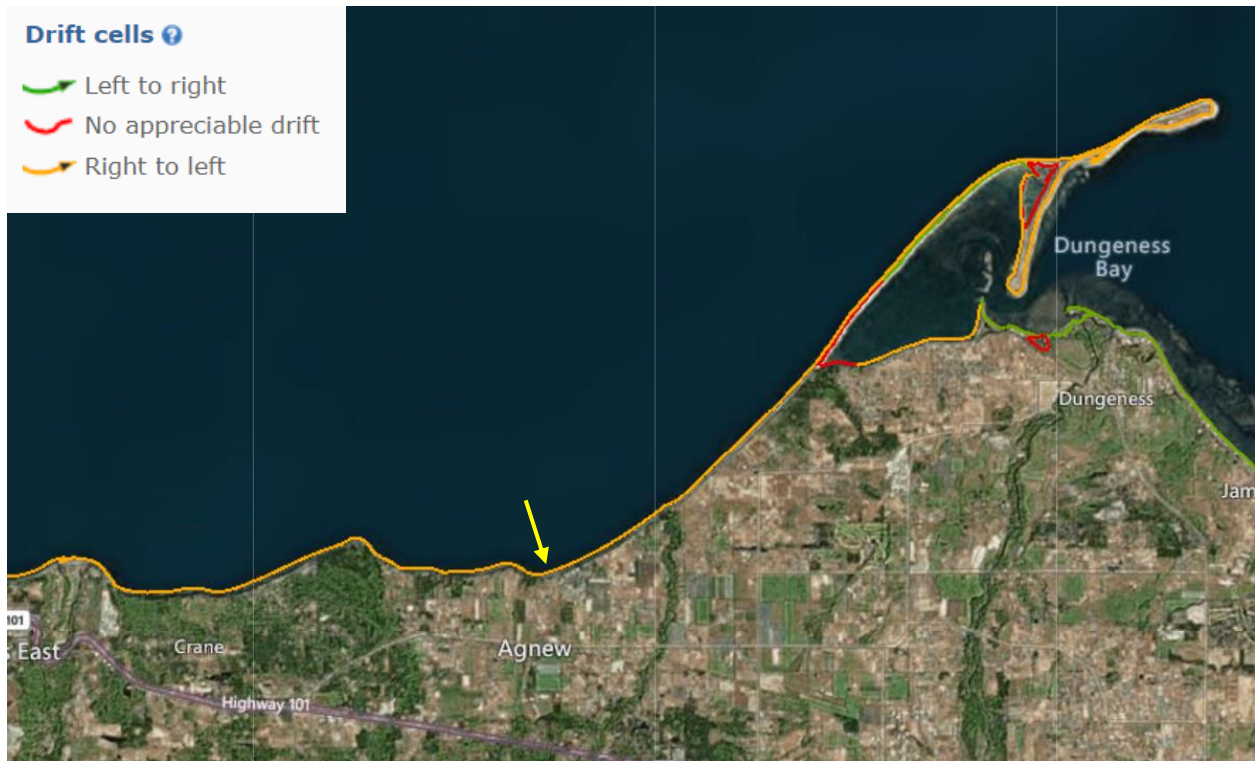 Drift cells ?
Left to right
No appreciable drift
Right to left
Dungeness
Bay
Dungeness
Jam
101
East
Crane
Agnew
Highway 101